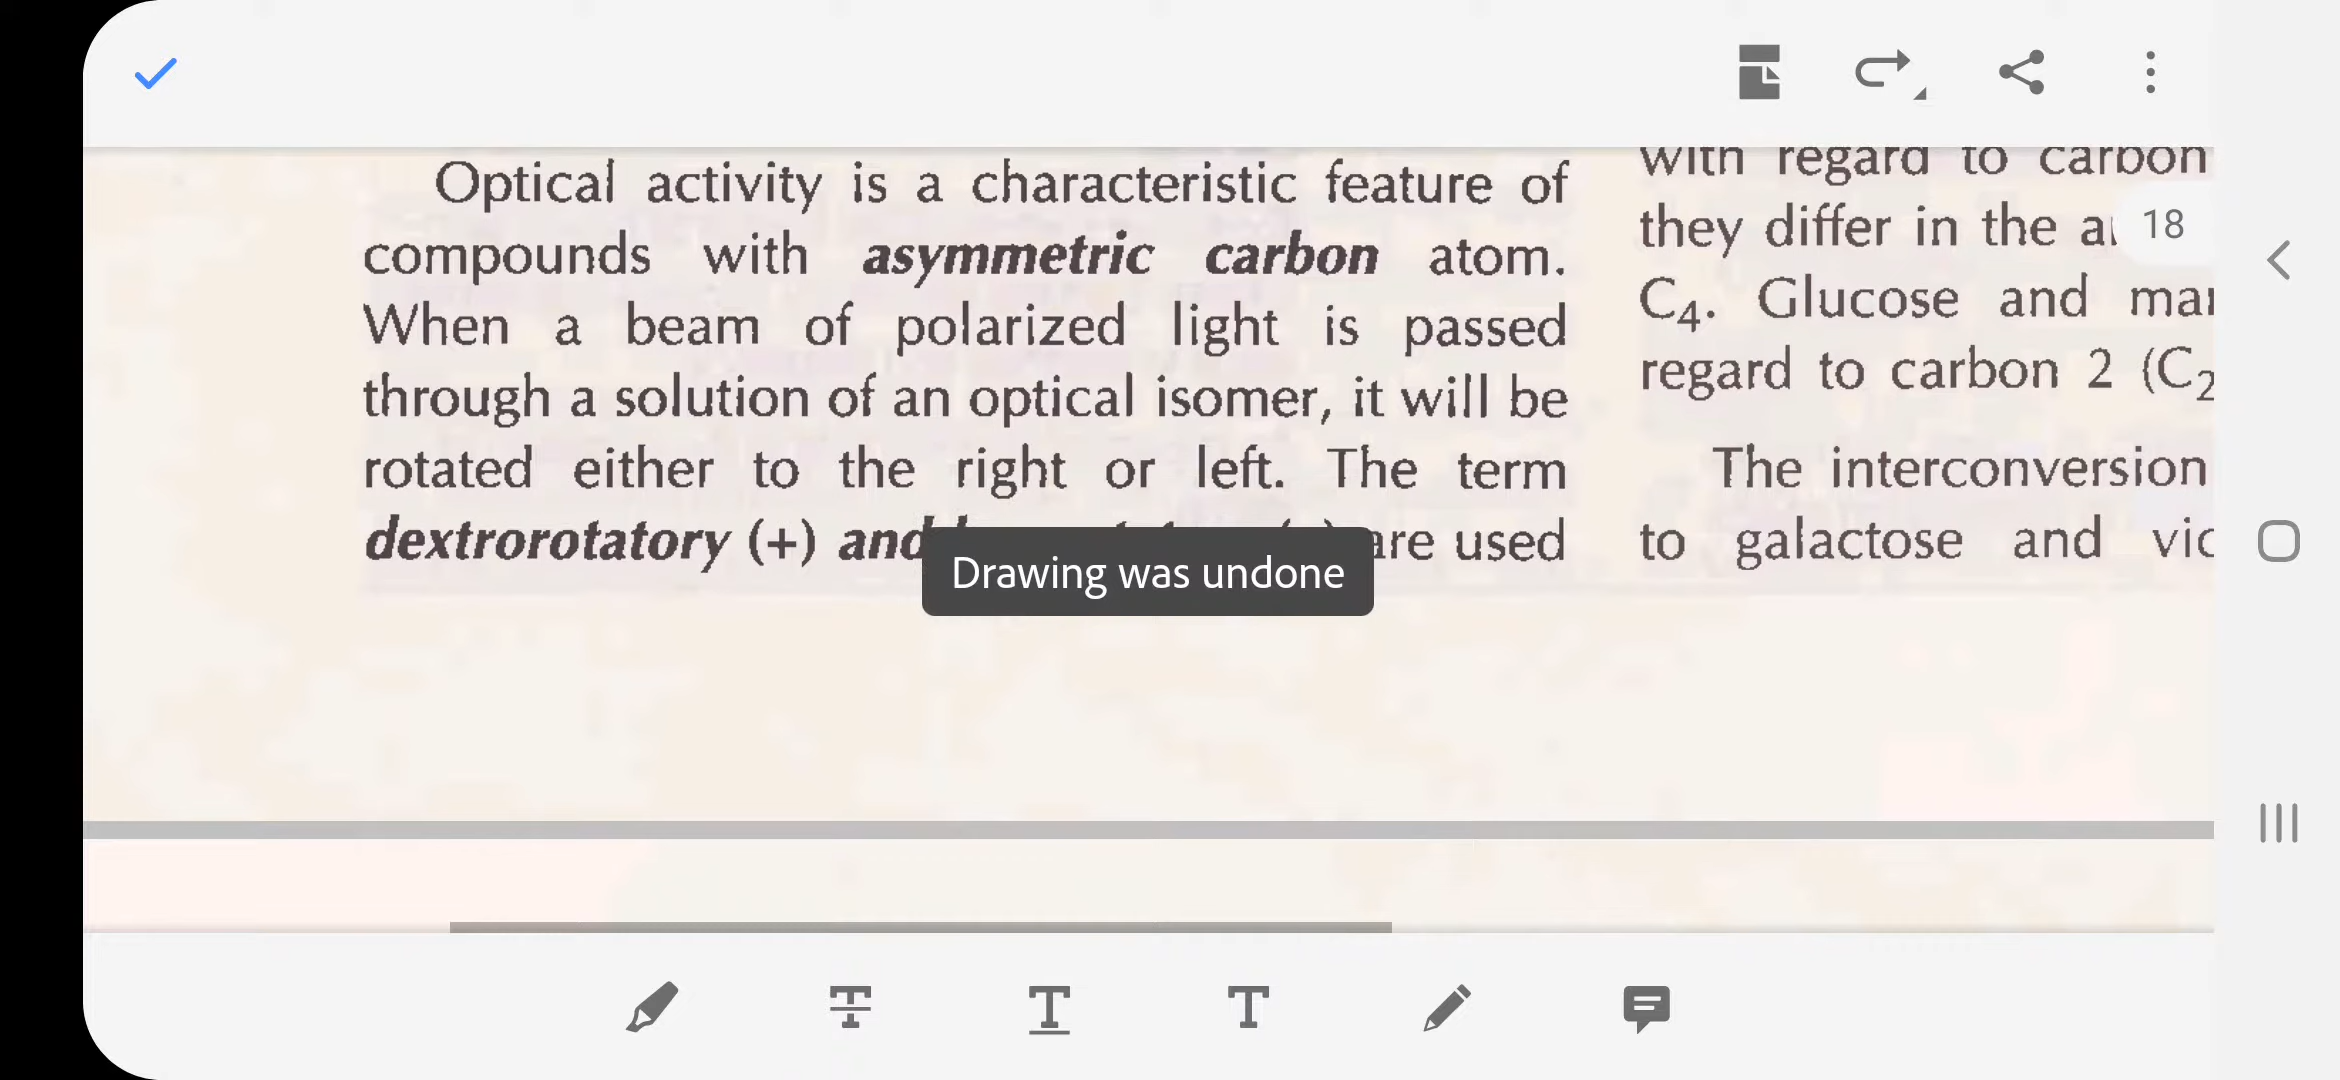 Optical activity is a characteristic feature of
compounds with asymmetric carbon atom.
When a beam of polarized light is passed
through a solution of an optical isomer, it will be
rotated either to the right or left. The term
dextrorotatory (+) and are used
Drawing was undone
with regard to carbon
they differ in the
C₄. Glucose and
regard to carbon 2 (C₂
The interconversion
to galactose and
18